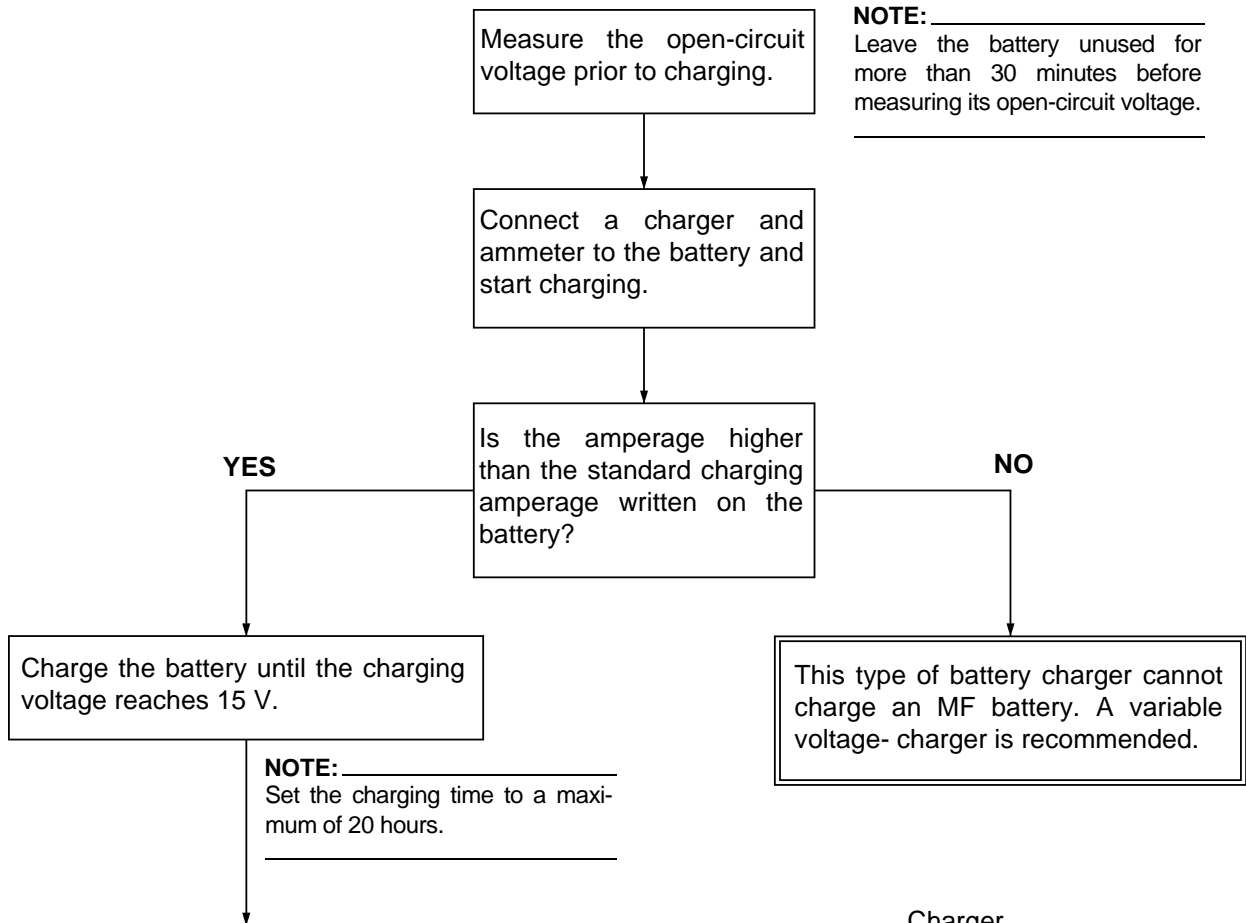 Measure the open-circuit
voltage prior to charging.
NOTE:
Leave the battery unused for
more than 30 minutes before
measuring its open-circuit voltage.
Connect a charger and
ammeter to the battery and
start charging.
Is the amperage higher
than the standard charging
amperage written on the
battery?
YES
NO
Charge the battery until the charging
voltage reaches 15 V.
This type of battery charger cannot
charge an MF battery. A variable
voltage- charger is recommended.
NOTE:
Set the charging time to a maxi-
mum of 20 hours.
Charger